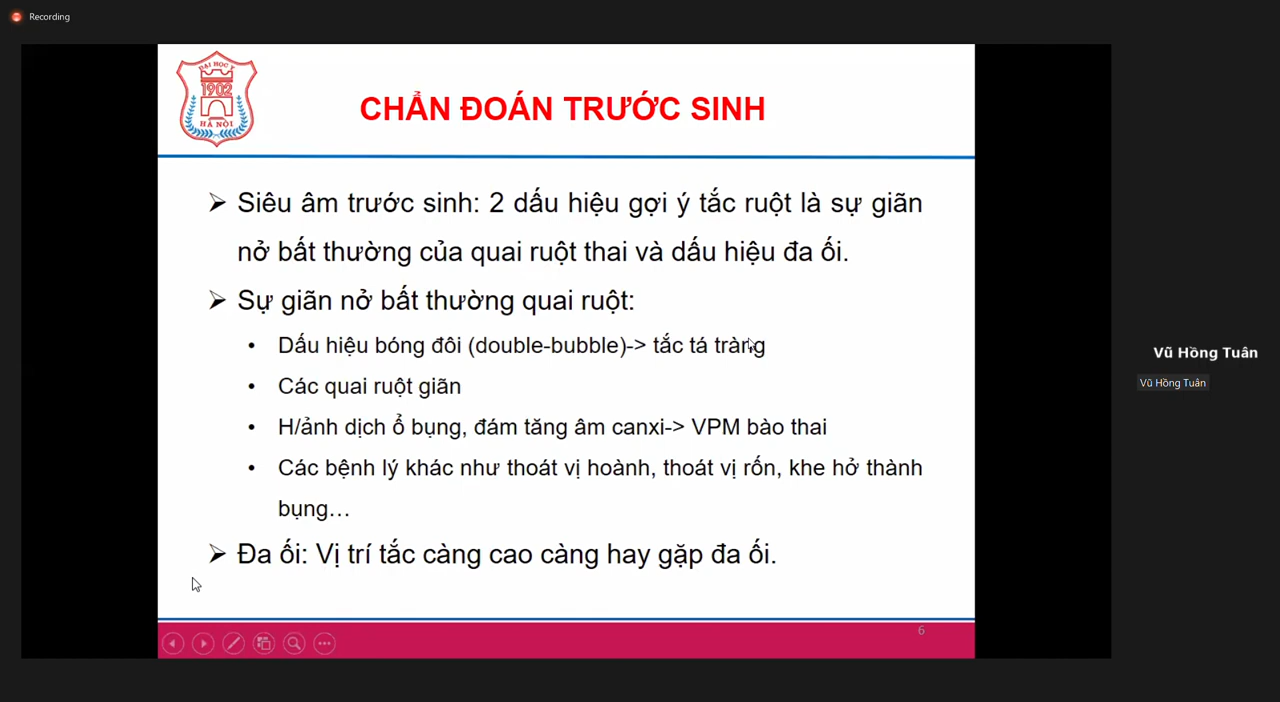 Recording
ĐẠI HỌC Y
1902
HÀ NỘI
CHẨN ĐOÁN TRƯỚC SINH
➢ Siêu âm trước sinh: 2 dấu hiệu gợi ý tắc ruột là sự giãn
nở bất thường của quai ruột thai và dấu hiệu đa ối.
➢ Sự giãn nở bất thường quai ruột:
• Dấu hiệu bóng đôi (double-bubble)-> tắc tá tràng
• Các quai ruột giãn
• H/ảnh dịch ổ bụng, đám tăng âm canxi-> VPM bào thai
• Các bệnh lý khác như thoát vị hoành, thoát vị rốn, khe hở thành
bụng…
➢ Đa ối: Vị trí tắc càng cao càng hay gặp đa ối.
6
Vũ Hồng Tuân
Vũ Hồng Tuân